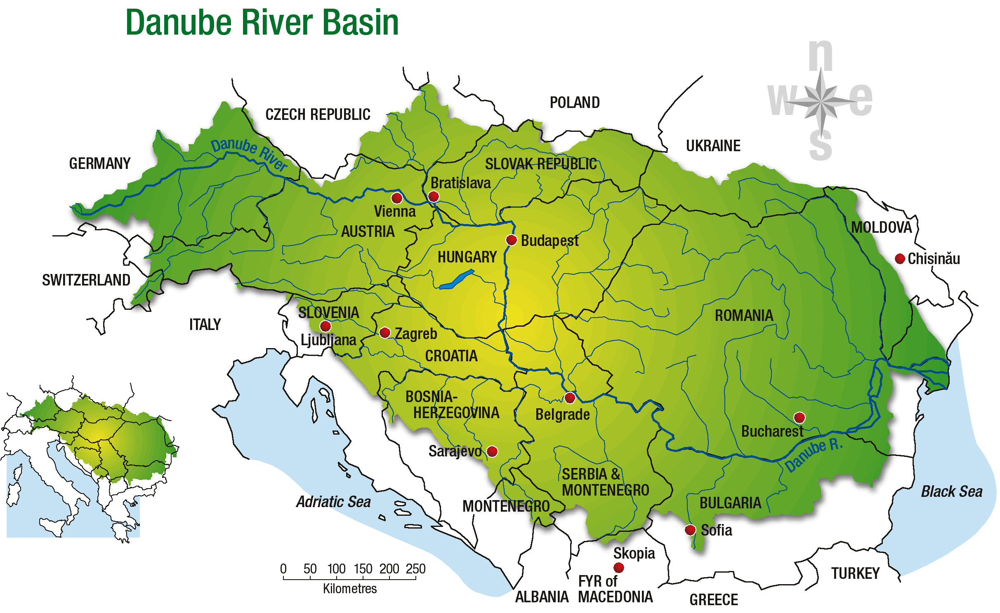 Danube River Basin
n
w
e
s
POLAND
CZECH REPUBLIC
UKRAINE
GERMANY
Danube River
SLOVAK REPUBLIC
Bratislava
Vienna
AUSTRIA
MOLDOVA
Budapest
HUNGARY
Chisinău
SWITZERLAND
ITALY
SLOVENIA
ROMANIA
Ljubljana
Zagreb
CROATIA
BOSNIA-
HERZEGOVINA
Belgrade
Bucharest
Sarajevo
Danube R.
SERBIA &
MONTENEGRO
Adriatic Sea
MONTENEGRO
BULGARIA
Black Sea
Sofia
Skopia
0 50 100 150 200 250
Kilometres
FYR of
MACEDONIA
ALBANIA
GREECE
TURKEY